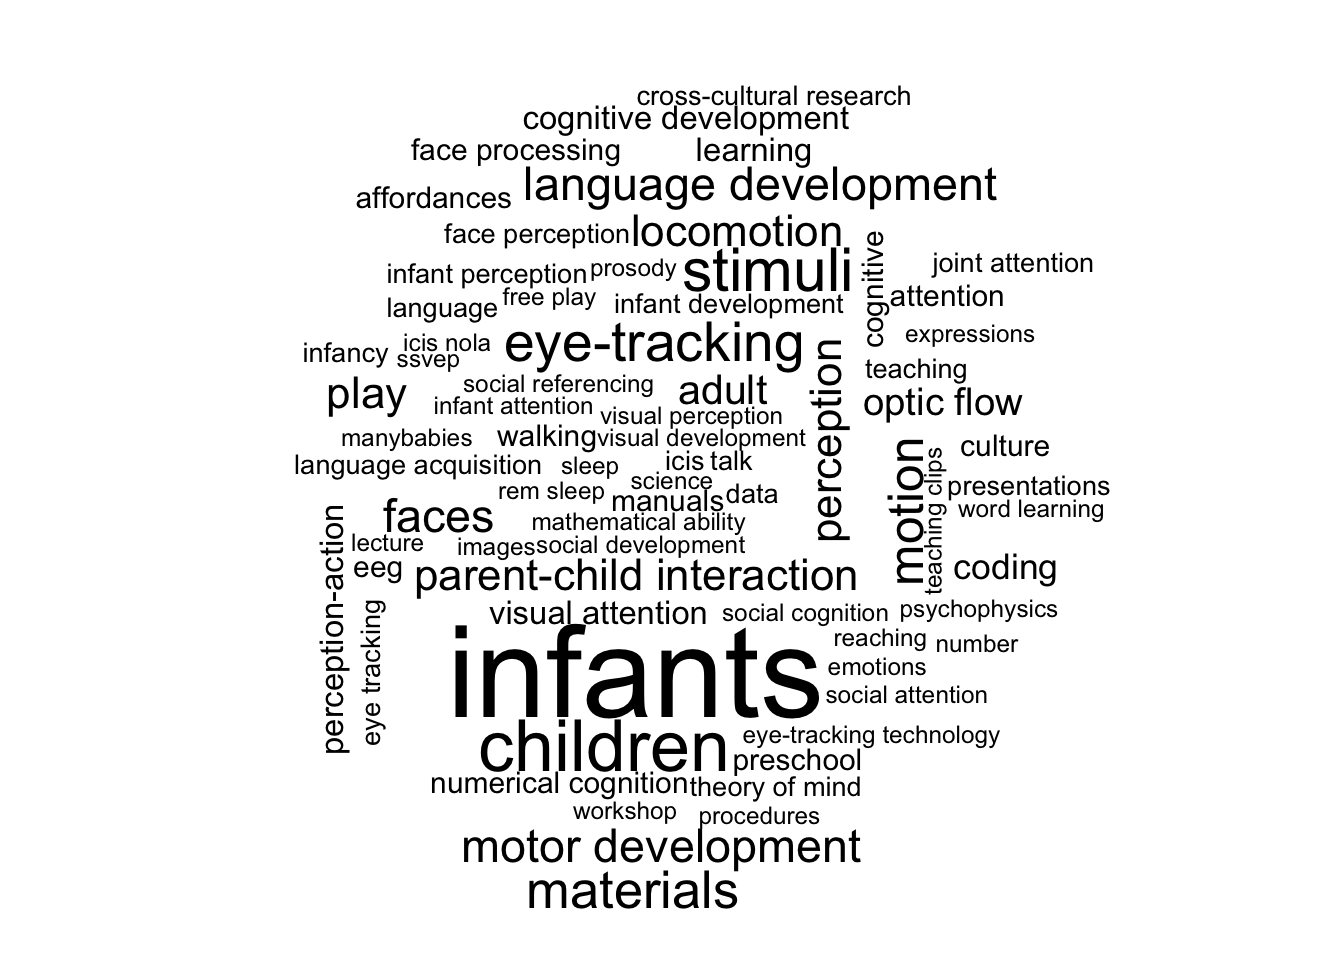 cross-cultural research
cognitive development
face processing
learning
language development
affordances
face perception
locomotion
cognitive
stimuli
joint attention
infant perception
prosody
language
free play
infant development
attention
eye-tracking
expressions
icis nola
infancy
ssvep
perception
teaching
social referencing
adult
play
infant attention
optic flow
visual perception
manybabies
walking
visual development
motion
culture
language acquisition
sleep
icis talk
teaching clips
science
rem sleep
manuals
data
presentations
word learning
faces
mathematical ability
perception-action
lecture
images
social development
eeg
parent-child interaction
coding
visual attention
social cognition
psychophysics
eye tracking
infants
reaching
number
emotions
social attention
children
eye-tracking technology
preschool
numerical cognition
theory of mind
workshop
procedures
motor development
materials